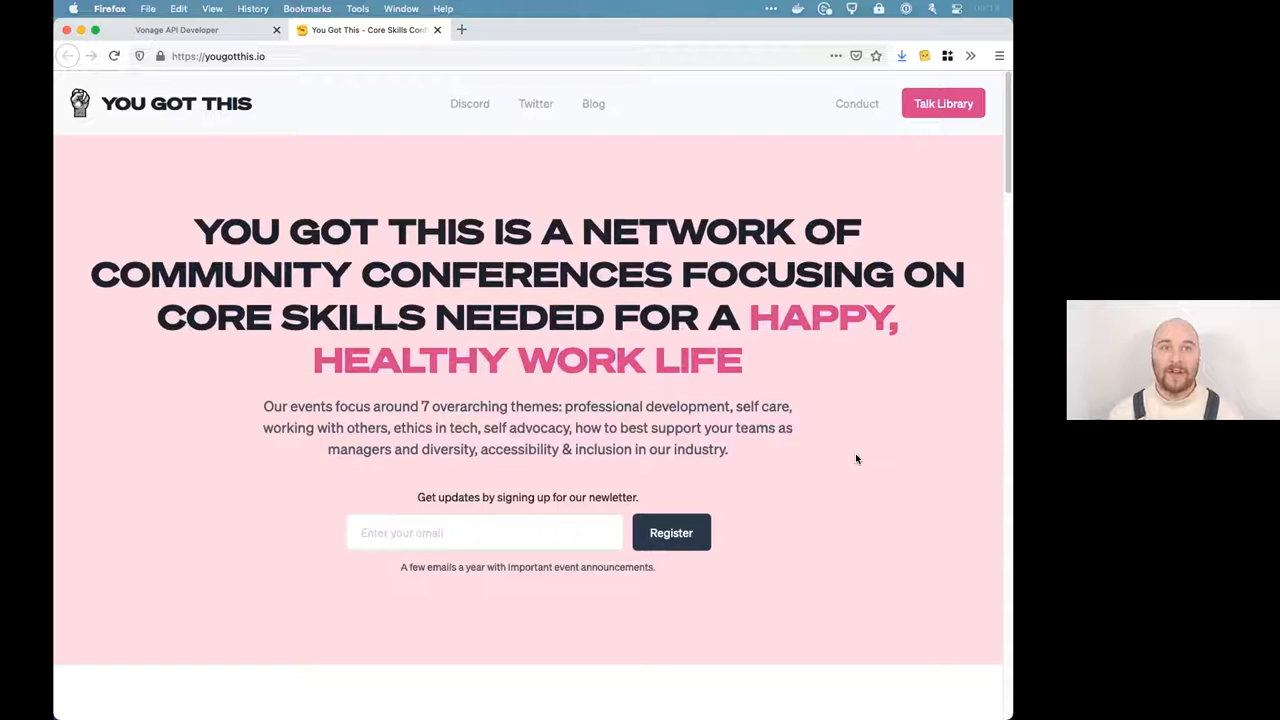 Firefox File Edit View History Bookmarks Tools Window Help
Vonage API Developer
You Got This - Core Skills Conf
https://yougotthis.io
YOU GOT THIS
Discord
Twitter
Blog
Conduct
Talk Library
YOU GOT THIS IS A NETWORK OF
COMMUNITY CONFERENCES FOCUSING ON
CORE SKILLS NEEDED FOR A HAPPY,
HEALTHY WORK LIFE
Our events focus around 7 overarching themes: professional development, self care,
working with others, ethics in tech, self advocacy, how to best support your teams as
managers and diversity, accessibility & inclusion in our industry.
Get updates by signing up for our newletter.
Enter your email
Register
A few emails a year with important event announcements.